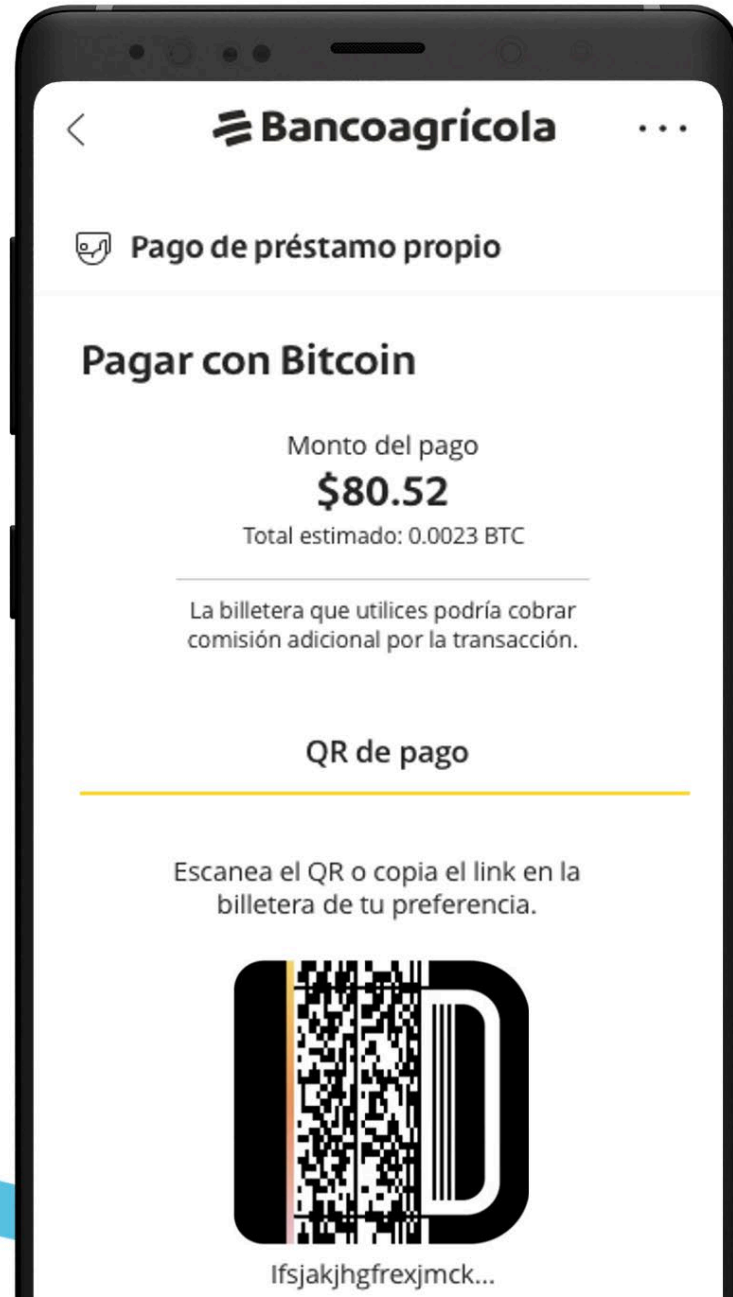 Bancoagrícola
Pago de préstamo propio
Pagar con Bitcoin
Monto del pago
$80.52
Total estimado: 0.0023 BTC
La billetera que utilices podría cobrar
comisión adicional por la transacción.
QR de pago
Escanea el QR o copia el link en la
billetera de tu preferencia.
Ifsjakjhgfrexjmck...